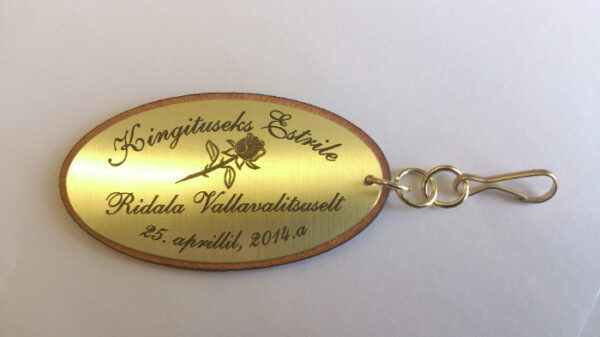 Kingituseks Estrile
Ridala Vallavalitsuselt
25. aprillil, 2014.a